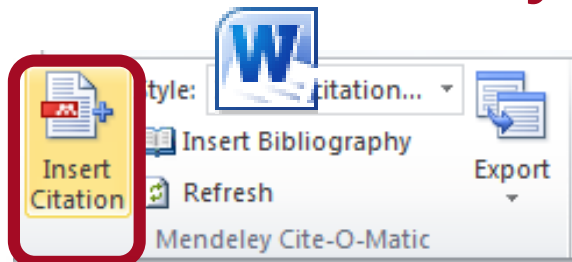 tyle:
itation...
Insert Bibliography
Insert
Citation
Refresh
Export
Mendeley Cite-O-Matic